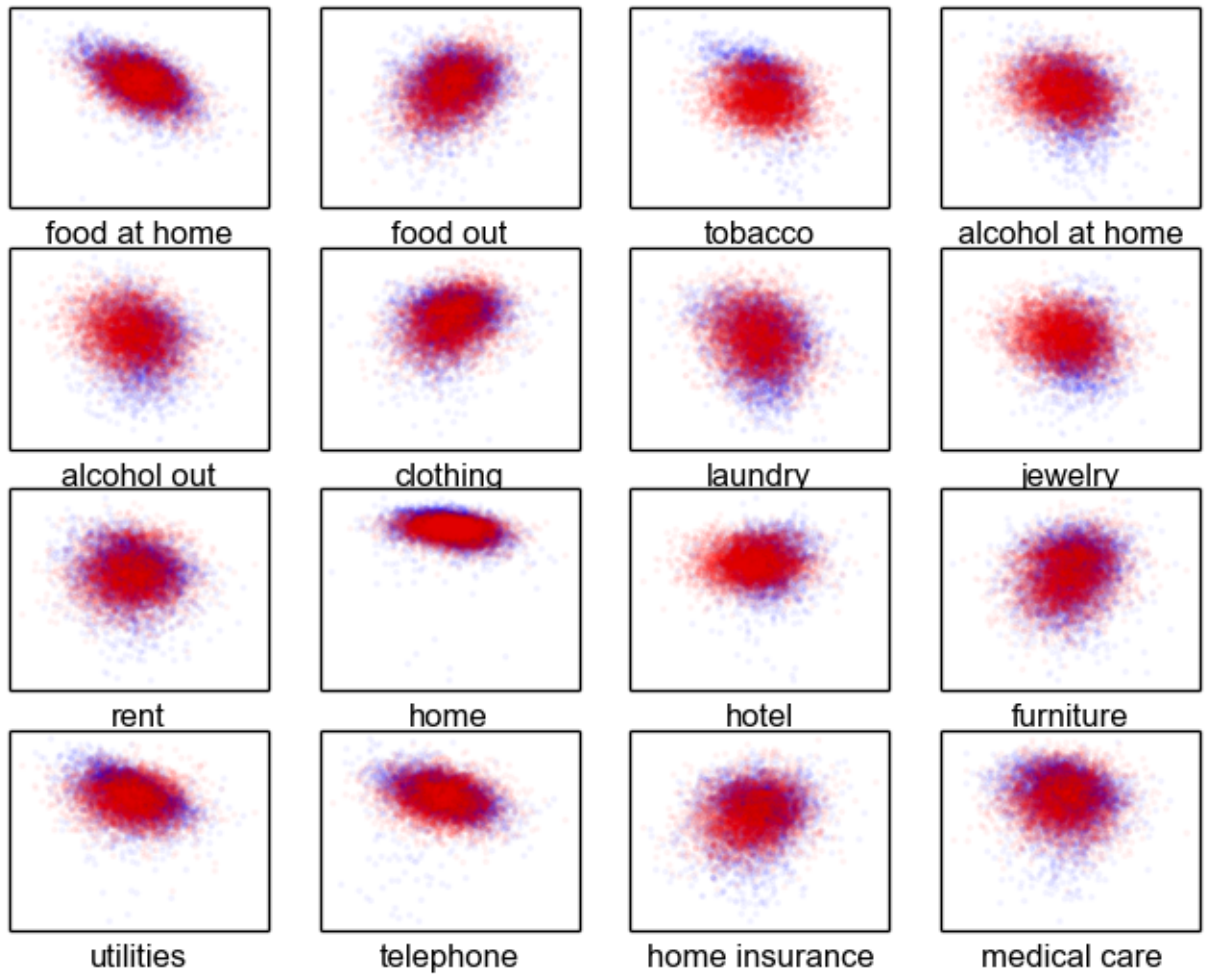 food at home
food out
tobacco
alcohol at home
alcohol out
clothing
laundry
jewelry
rent
home
hotel
furniture
utilities
telephone
home insurance
medical care